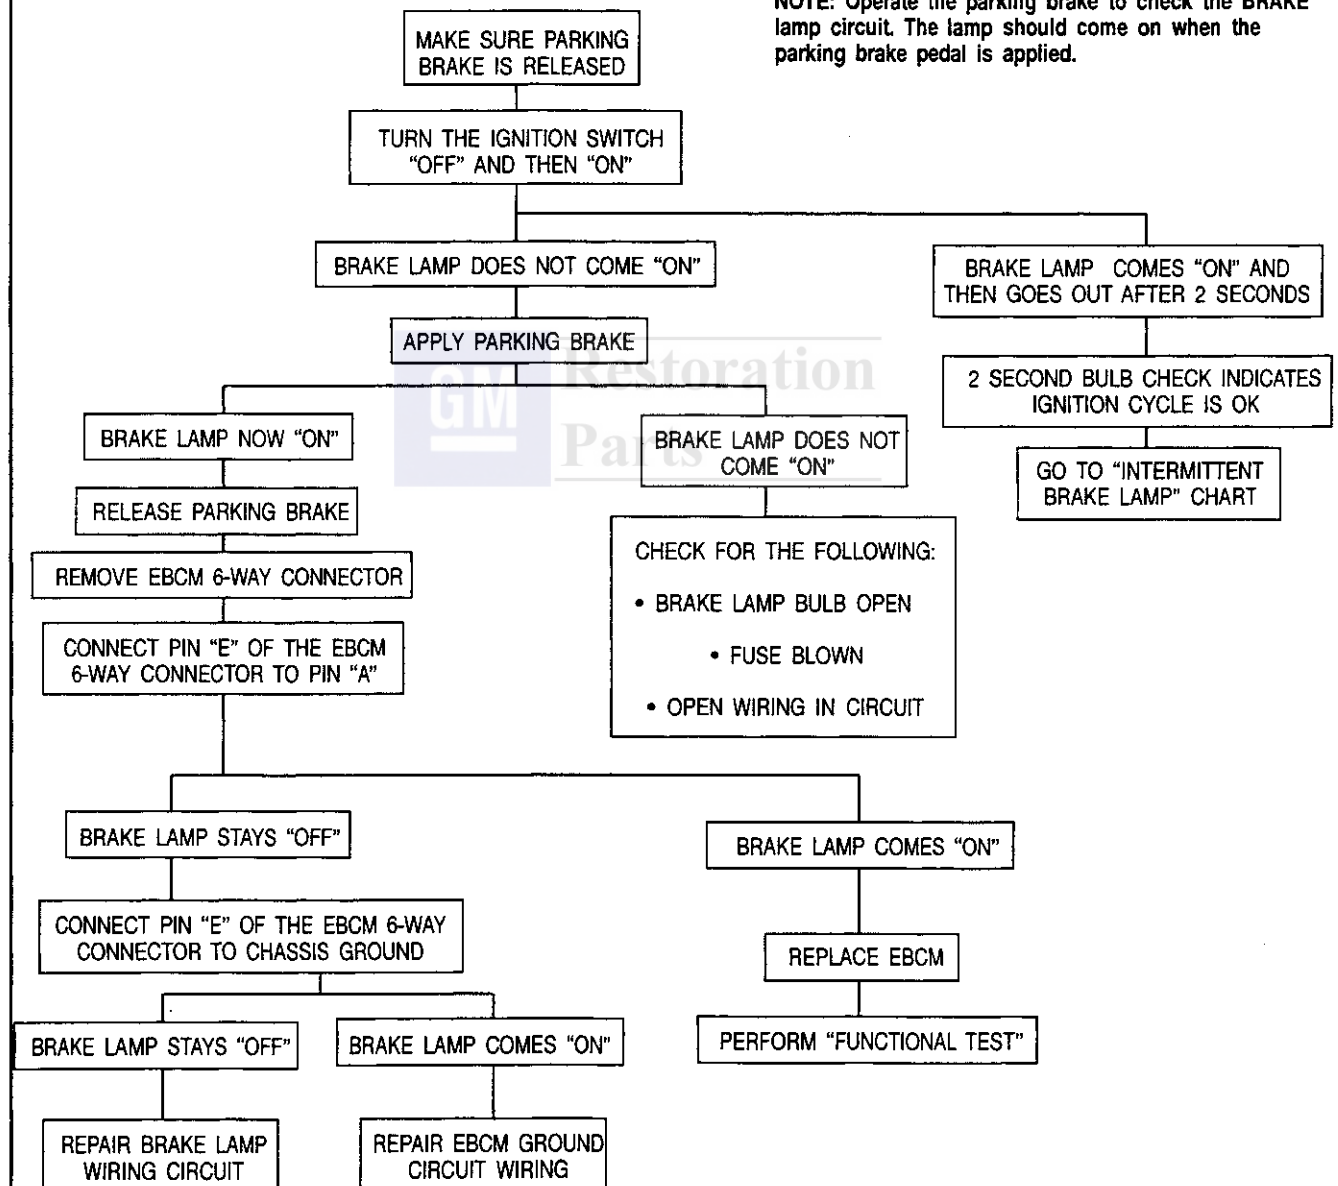 NOTE: Operate the parking brake to check the BRAKE
lamp circuit. The lamp should come on when the
parking brake pedal is applied.
MAKE SURE PARKING
BRAKE IS RELEASED
TURN THE IGNITION SWITCH
“OFF” AND THEN “ON”
BRAKE LAMP DOES NOT COME “ON”
BRAKE LAMP COMES “ON” AND
THEN GOES OUT AFTER 2 SECONDS
APPLY PARKING BRAKE
2 SECOND BULB CHECK INDICATES
IGNITION CYCLE IS OK
GM
Restoration
Parts
BRAKE LAMP NOW “ON”
BRAKE LAMP DOES NOT
COME “ON”
GO TO “INTERMITTENT
BRAKE LAMP” CHART
RELEASE PARKING BRAKE
REMOVE EBCM 6-WAY CONNECTOR
CONNECT PIN “E” OF THE EBCM
6-WAY CONNECTOR TO PIN “A”
CHECK FOR THE FOLLOWING:
• BRAKE LAMP BULB OPEN
• FUSE BLOWN
• OPEN WIRING IN CIRCUIT
BRAKE LAMP STAYS “OFF”
BRAKE LAMP COMES “ON”
CONNECT PIN “E” OF THE EBCM 6-WAY
CONNECTOR TO CHASSIS GROUND
REPLACE EBCM
BRAKE LAMP STAYS “OFF”
BRAKE LAMP COMES “ON”
PERFORM “FUNCTIONAL TEST”
REPAIR BRAKE LAMP
WIRING CIRCUIT
REPAIR EBCM GROUND
CIRCUIT WIRING